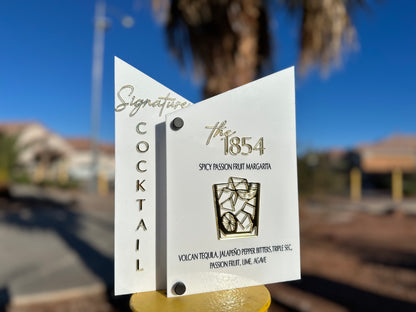 Signature
COCKTAIL
the
1854
SPICY PASSION FRUIT MARGARITA
VOLCAN TEQUILA, JALAPEÑO PEPPER BITTERS, TRIPLE SEC,
PASSION FRUIT, LIME, AGAVE